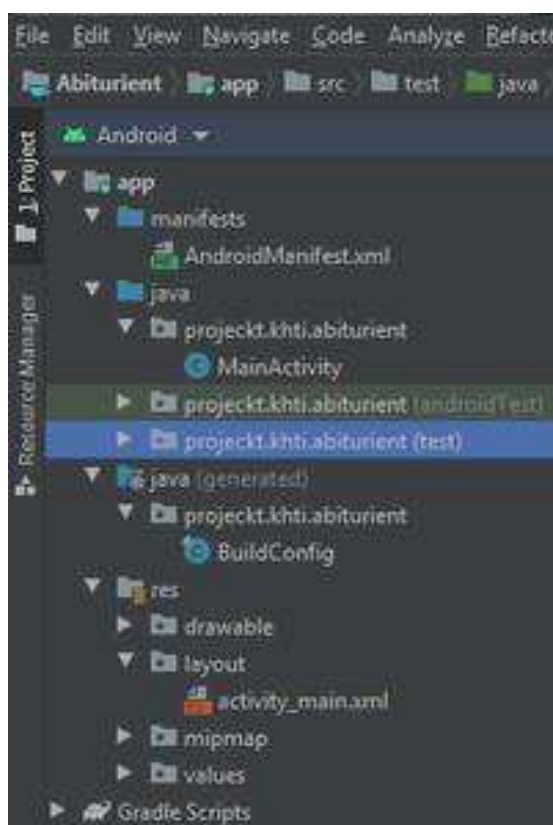 File Edit View Navigate Code Analyze Refacto
Abiturient app src test java
1: Project
Android
app
manifests
AndroidManifest.xml
java
projeckt.khti.abiturient
MainActivity
projeckt.khti.abiturient (androidTest)
projeckt.khti.abiturient (test)
java (generated)
projeckt.khti.abiturient
BuildConfig
res
drawable
layout
activity_main.xml
mipmap
values
Gradle Scripts
Resource Manager